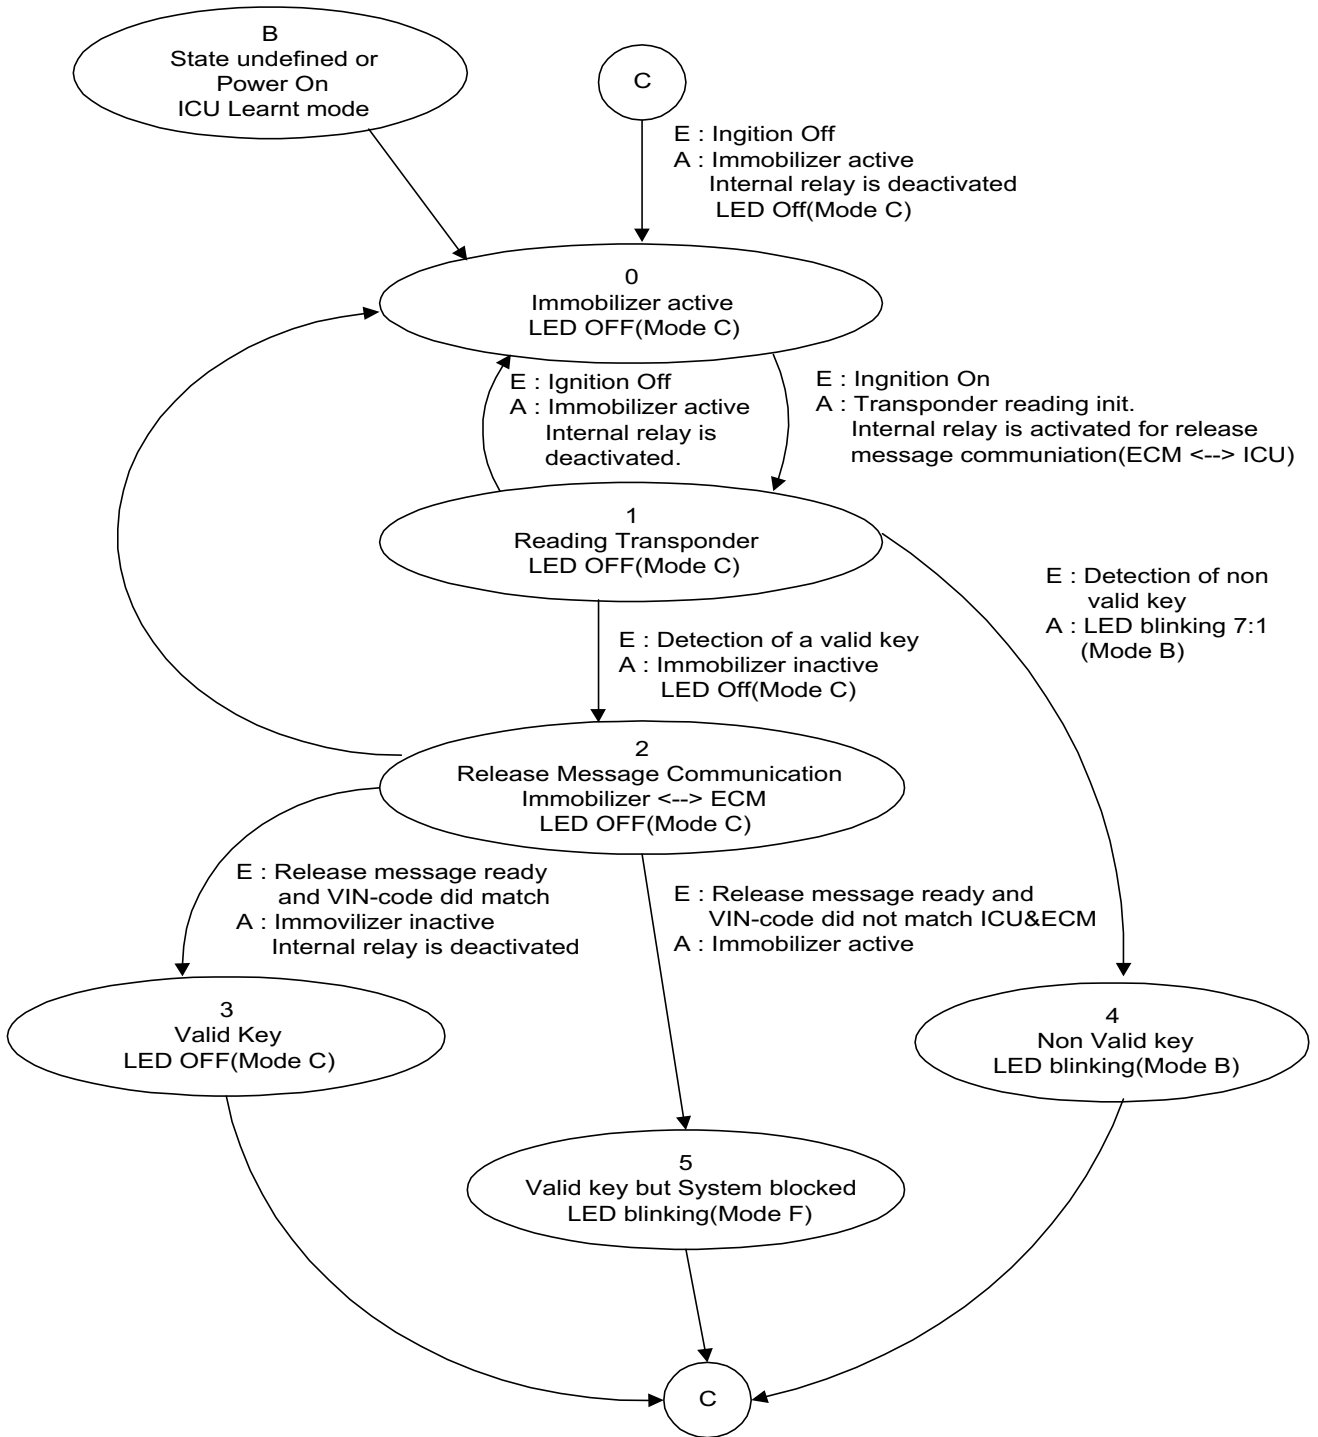 B
State undefined or
Power On
ICU Learnt mode
C
E : Ingition Off
A : Immobilizer active
Internal relay is deactivated
LED Off(Mode C)
0
Immobilizer active
LED OFF(Mode C)
E : Ignition Off
A : Immobilizer active
Internal relay is
deactivated.
E : Ingnition On
A : Transponder reading init.
Internal relay is activated for release
message communiation(ECM <--> ICU)
1
Reading Transponder
LED OFF(Mode C)
E : Detection of non
valid key
A : LED blinking 7:1
(Mode B)
E : Detection of a valid key
A : Immobilizer inactive
LED Off(Mode C)
2
Release Message Communication
Immobilizer <--> ECM
LED OFF(Mode C)
E : Release message ready
and VIN-code did match
A : Immovilizer inactive
Internal relay is deactivated
E : Release message ready and
VIN-code did not match ICU&ECM
A : Immobilizer active
3
Valid Key
LED OFF(Mode C)
4
Non Valid key
LED blinking(Mode B)
5
Valid key but System blocked
LED blinking(Mode F)
C